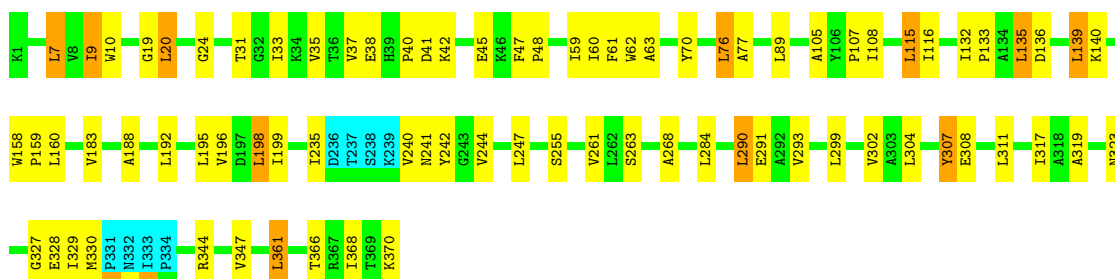 K1 L7 V8 I9 W10 G19 L20 G24 T31 G32 I33 K34 V35 T36 V37 E38 H39 P40 D41 K42 E45 K46 F47 P48 I59 I60 F61 W62 A63 Y70 L76 A77 L89 A105 Y106 P107 I108 L115 I116 I132 P133 A134 L135 D136 L139 K140
W158 P159 L160 V183 A188 L192 L195 V196 D197 L198 I199 I235 D236 T237 S238 K239 V240 N241 Y242 G243 V244 L247 S255 V261 L262 S263 A268 L284 L290 E291 A292 V293 L299 V302 A303 L304 Y307 E308 L311 I317 A318 A319
G327 E328 I329 M330 P331 N332 I333 P334 R344 V347 L361 T366 R367 I368 T369 K370